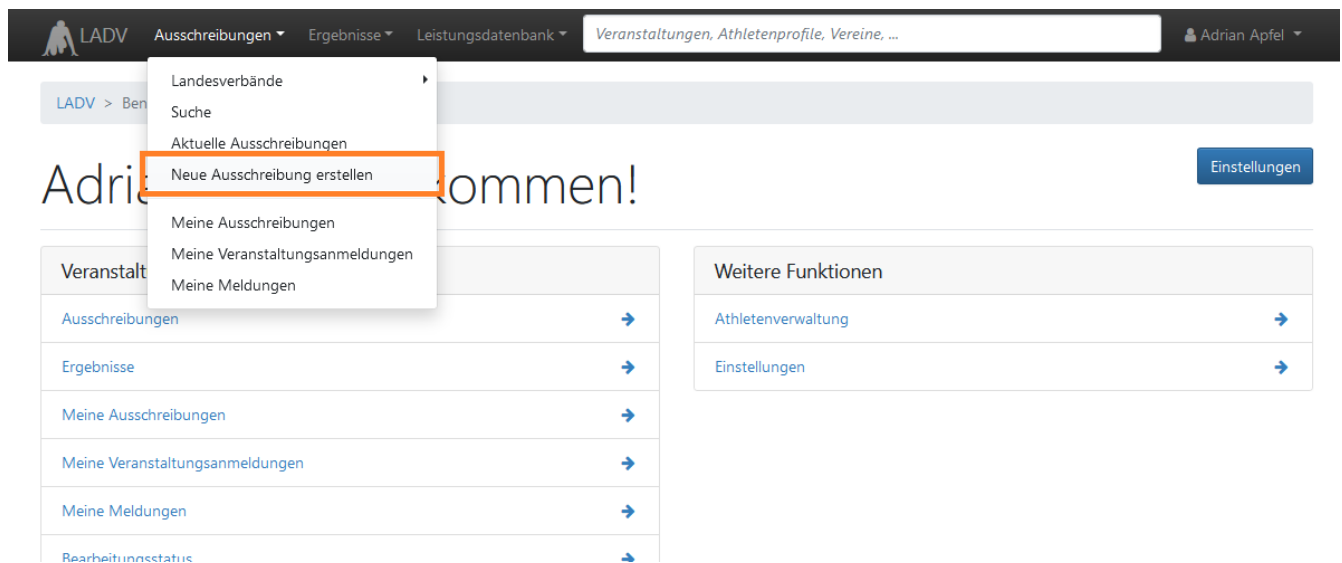 LADV Ausschreibungen Ergebnisse Leistungsdatenbank Veranstaltungen, Athletenprofile, Vereine, ... Adrian Apfel
Landesverbände
LADV > Ben
Suche
Aktuelle Ausschreibungen
Neue Ausschreibung erstellen
Einstellungen
Adria kommen!
Meine Ausschreibungen
Meine Veranstaltungsanmeldungen
Meine Meldungen
Veranstalt
Ausschreibungen
Ergebnisse
Meine Ausschreibungen
Meine Veranstaltungsanmeldungen
Meine Meldungen
Bearbeitungsstatus
Weitere Funktionen
Athletenverwaltung
Einstellungen